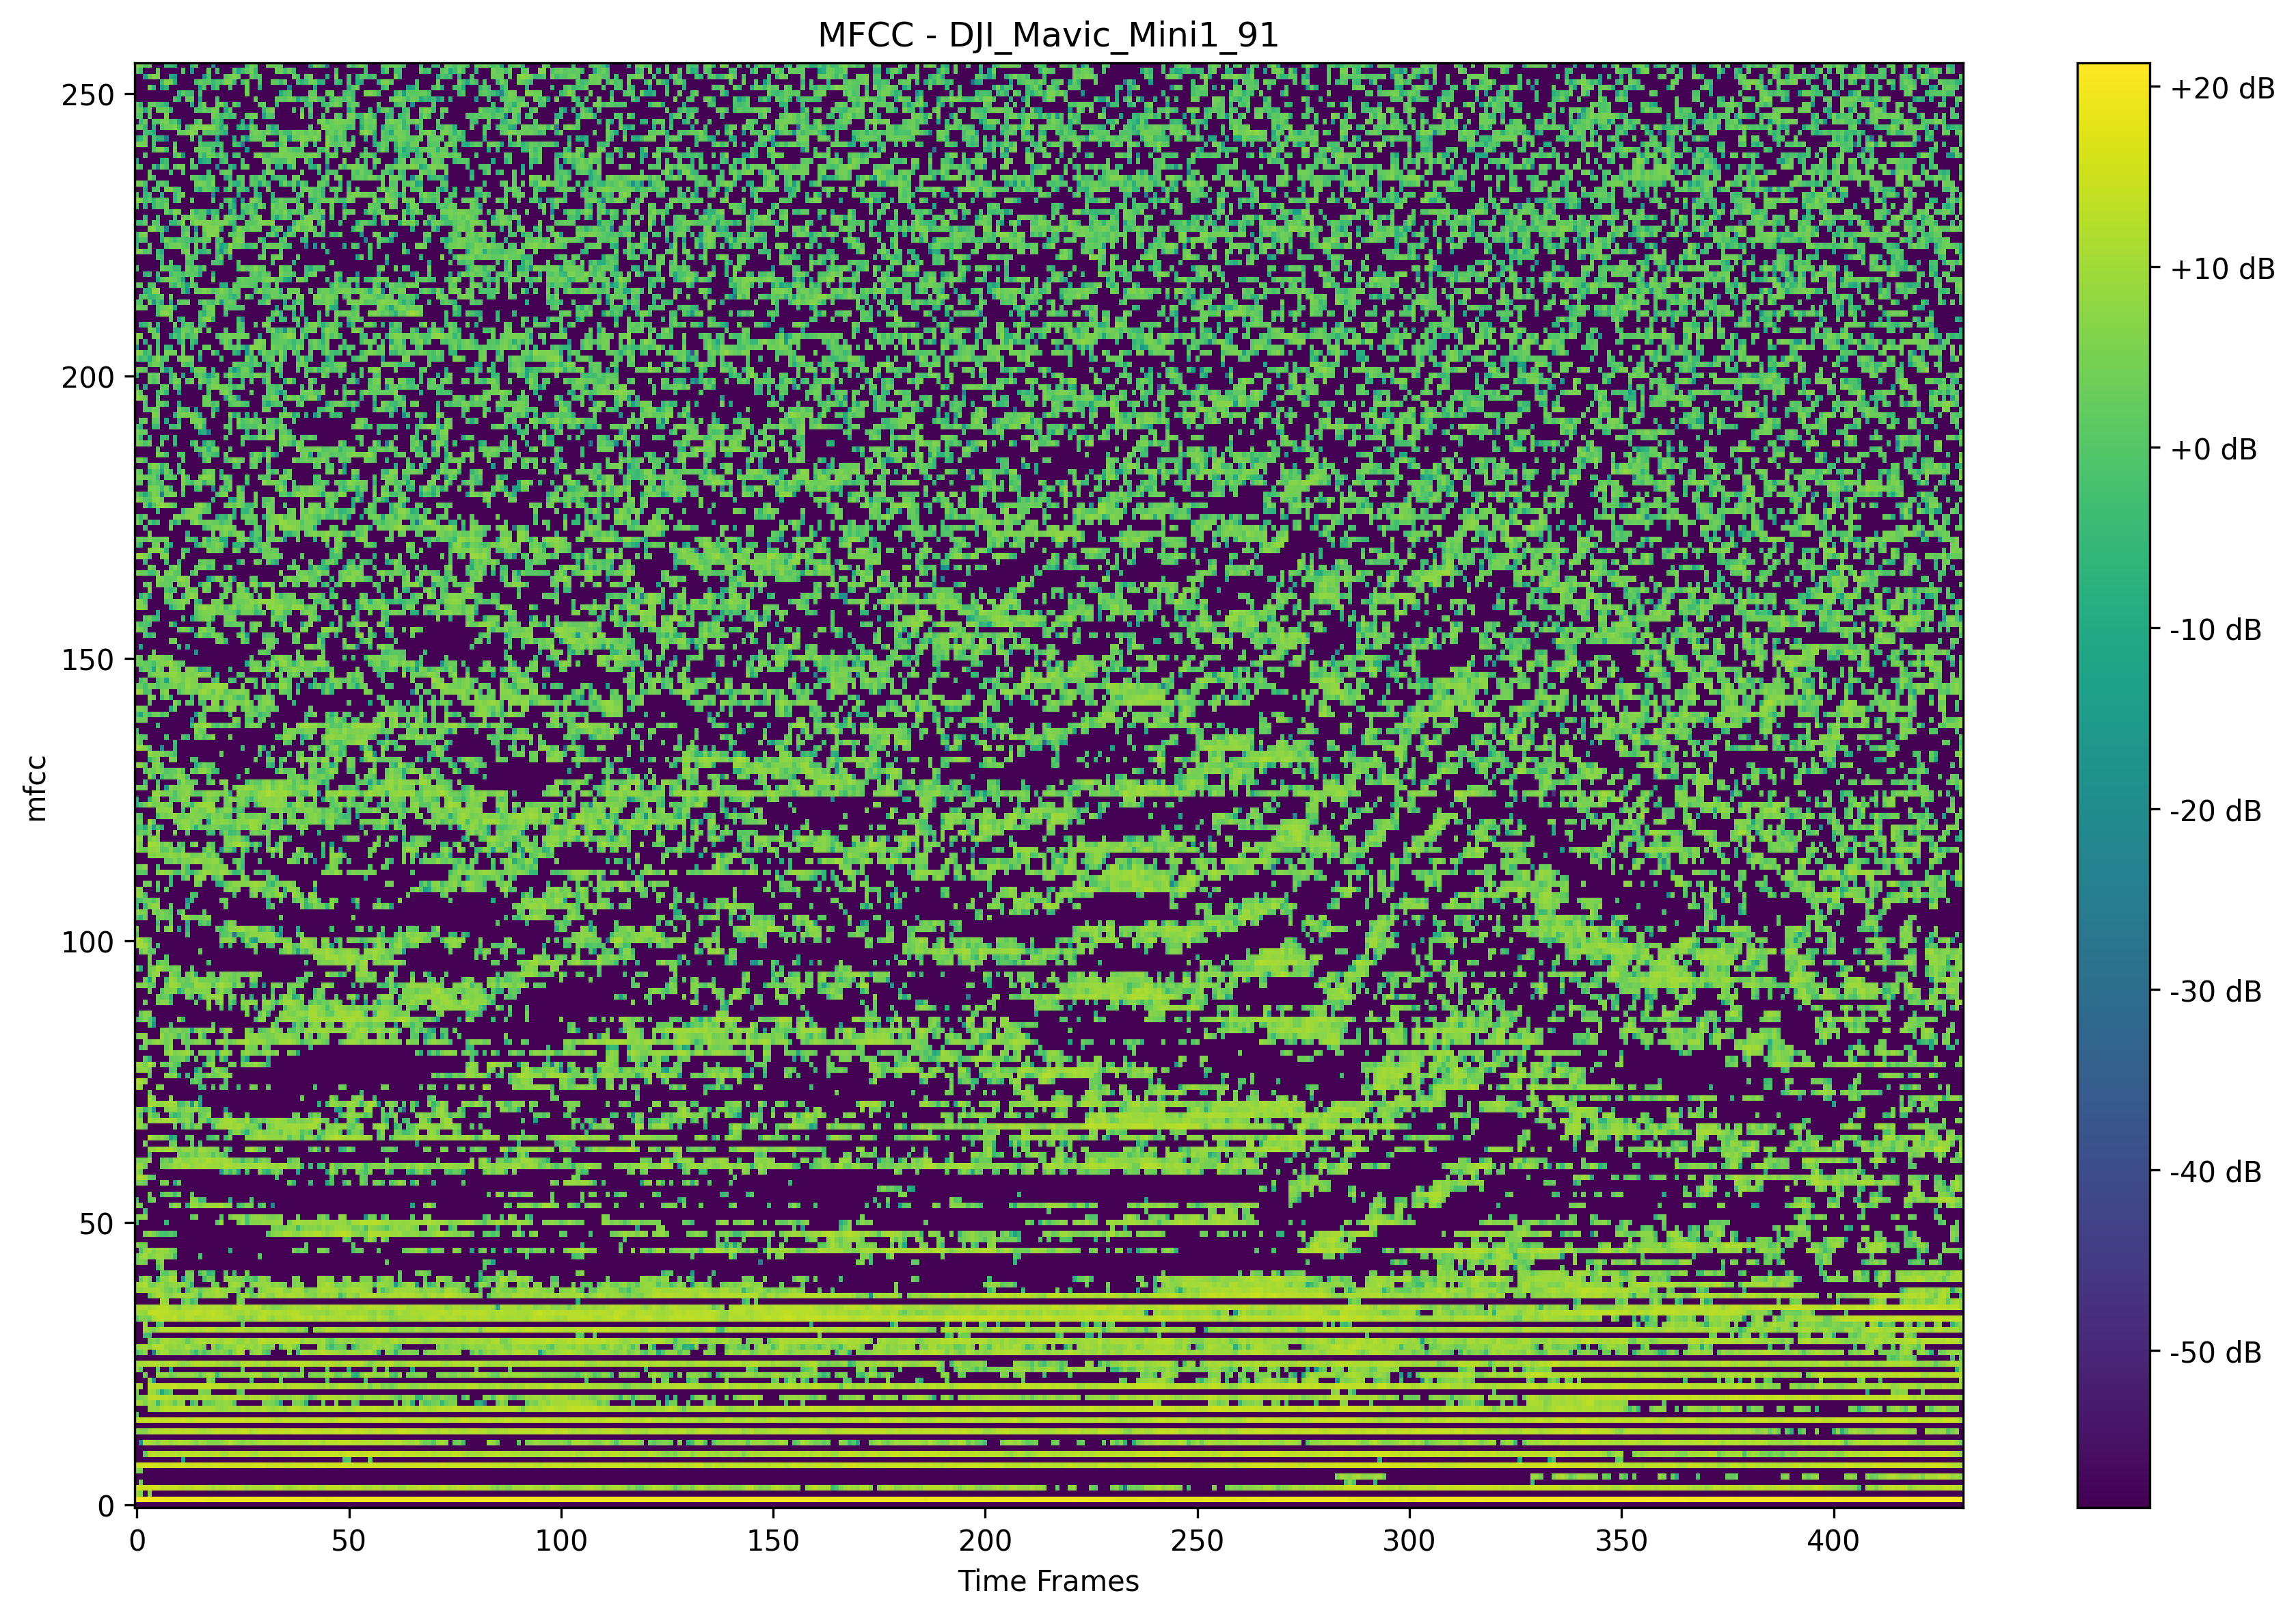 MFCC - DJI_Mavic_Mini1_91
250
200
150
100
50
0
mfcc
0 50 100 150 200 250 300 350 400
Time Frames
+20 dB
+10 dB
+0 dB
-10 dB
-20 dB
-30 dB
-40 dB
-50 dB